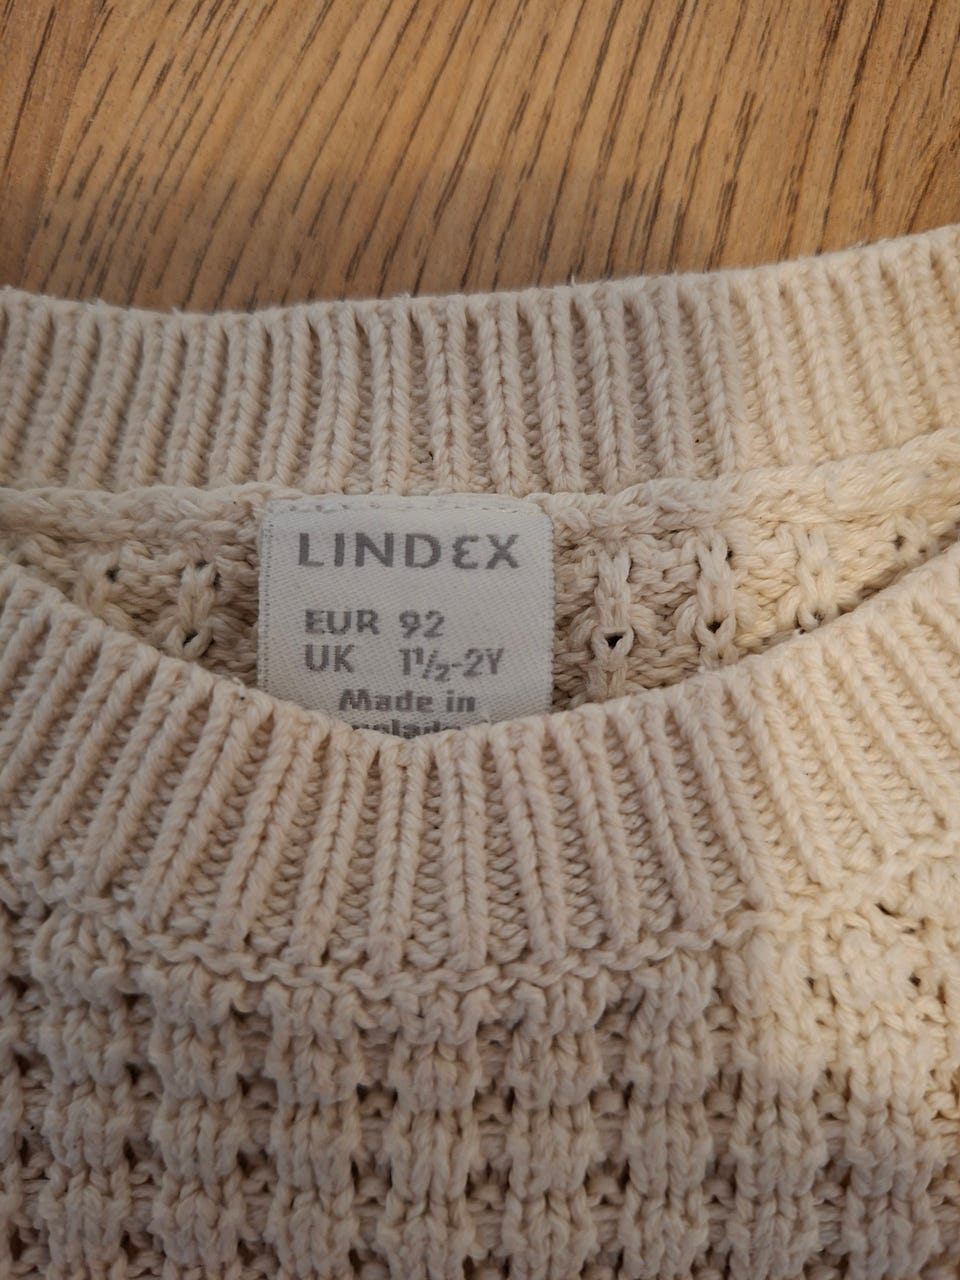 LINDEX
EUR 92
UK 1½-2Y
Made in